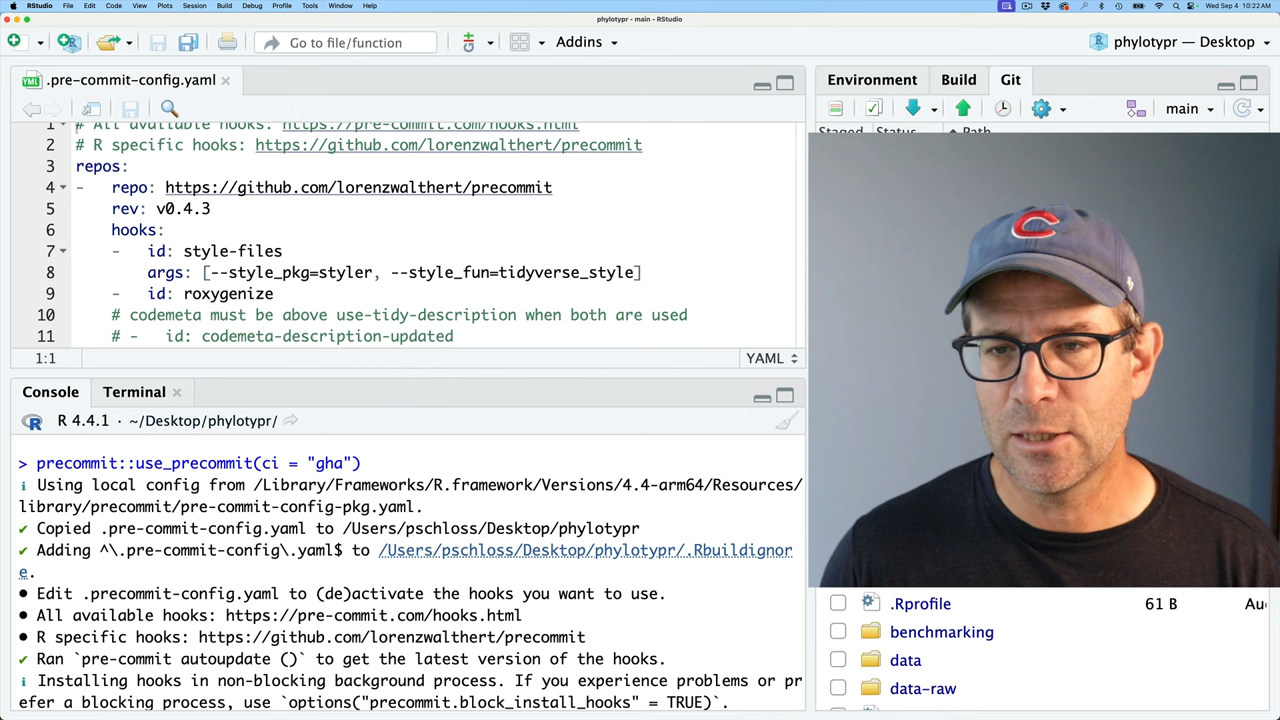 RStudio File Edit Code View Plots Session Build Debug Profile Tools Window Help Wed Sep 4 10:22 AM
phylotypr - main - RStudio
Go to file/function Addins phylotypr — Desktop
.pre-commit-config.yaml
Environment Build Git
main
Staged Status Path
1 # All available hooks: https://pre-commit.com/hooks.html
2 # R specific hooks: https://github.com/lorenzwalthert/precommit
3 repos:
4 - repo: https://github.com/lorenzwalthert/precommit
5 rev: v0.4.3
6 hooks:
7 - id: style-files
8 args: [--style_pkg=styler, --style_fun=tidyverse_style]
9 - id: roxygenize
10 # codemeta must be above use-tidy-description when both are used
11 # - id: codemeta-description-updated
1:1 YAML
Console Terminal
R 4.4.1 · ~/Desktop/phylotypr/
> precommit::use_precommit(ci = "gha")
ℹ Using local config from /Library/Frameworks/R.framework/Versions/4.4-arm64/Resources/
library/precommit/pre-commit-config-pkg.yaml.
✔ Copied .pre-commit-config.yaml to /Users/pschloss/Desktop/phylotypr
✔ Adding ^\.pre-commit-config\.yaml$ to /Users/pschloss/Desktop/phylotypr/.Rbuildignor
e.
● Edit .precommit-config.yaml to (de)activate the hooks you want to use.
● All available hooks: https://pre-commit.com/hooks.html
● R specific hooks: https://github.com/lorenzwalthert/precommit
✔ Ran `pre-commit autoupdate ()` to get the latest version of the hooks.
ℹ Installing hooks in non-blocking background process. If you experience problems or pr
efer a blocking process, use `options("precommit.block_install_hooks" = TRUE)`.
C
.Rprofile 61 B Au
benchmarking
data
data-raw